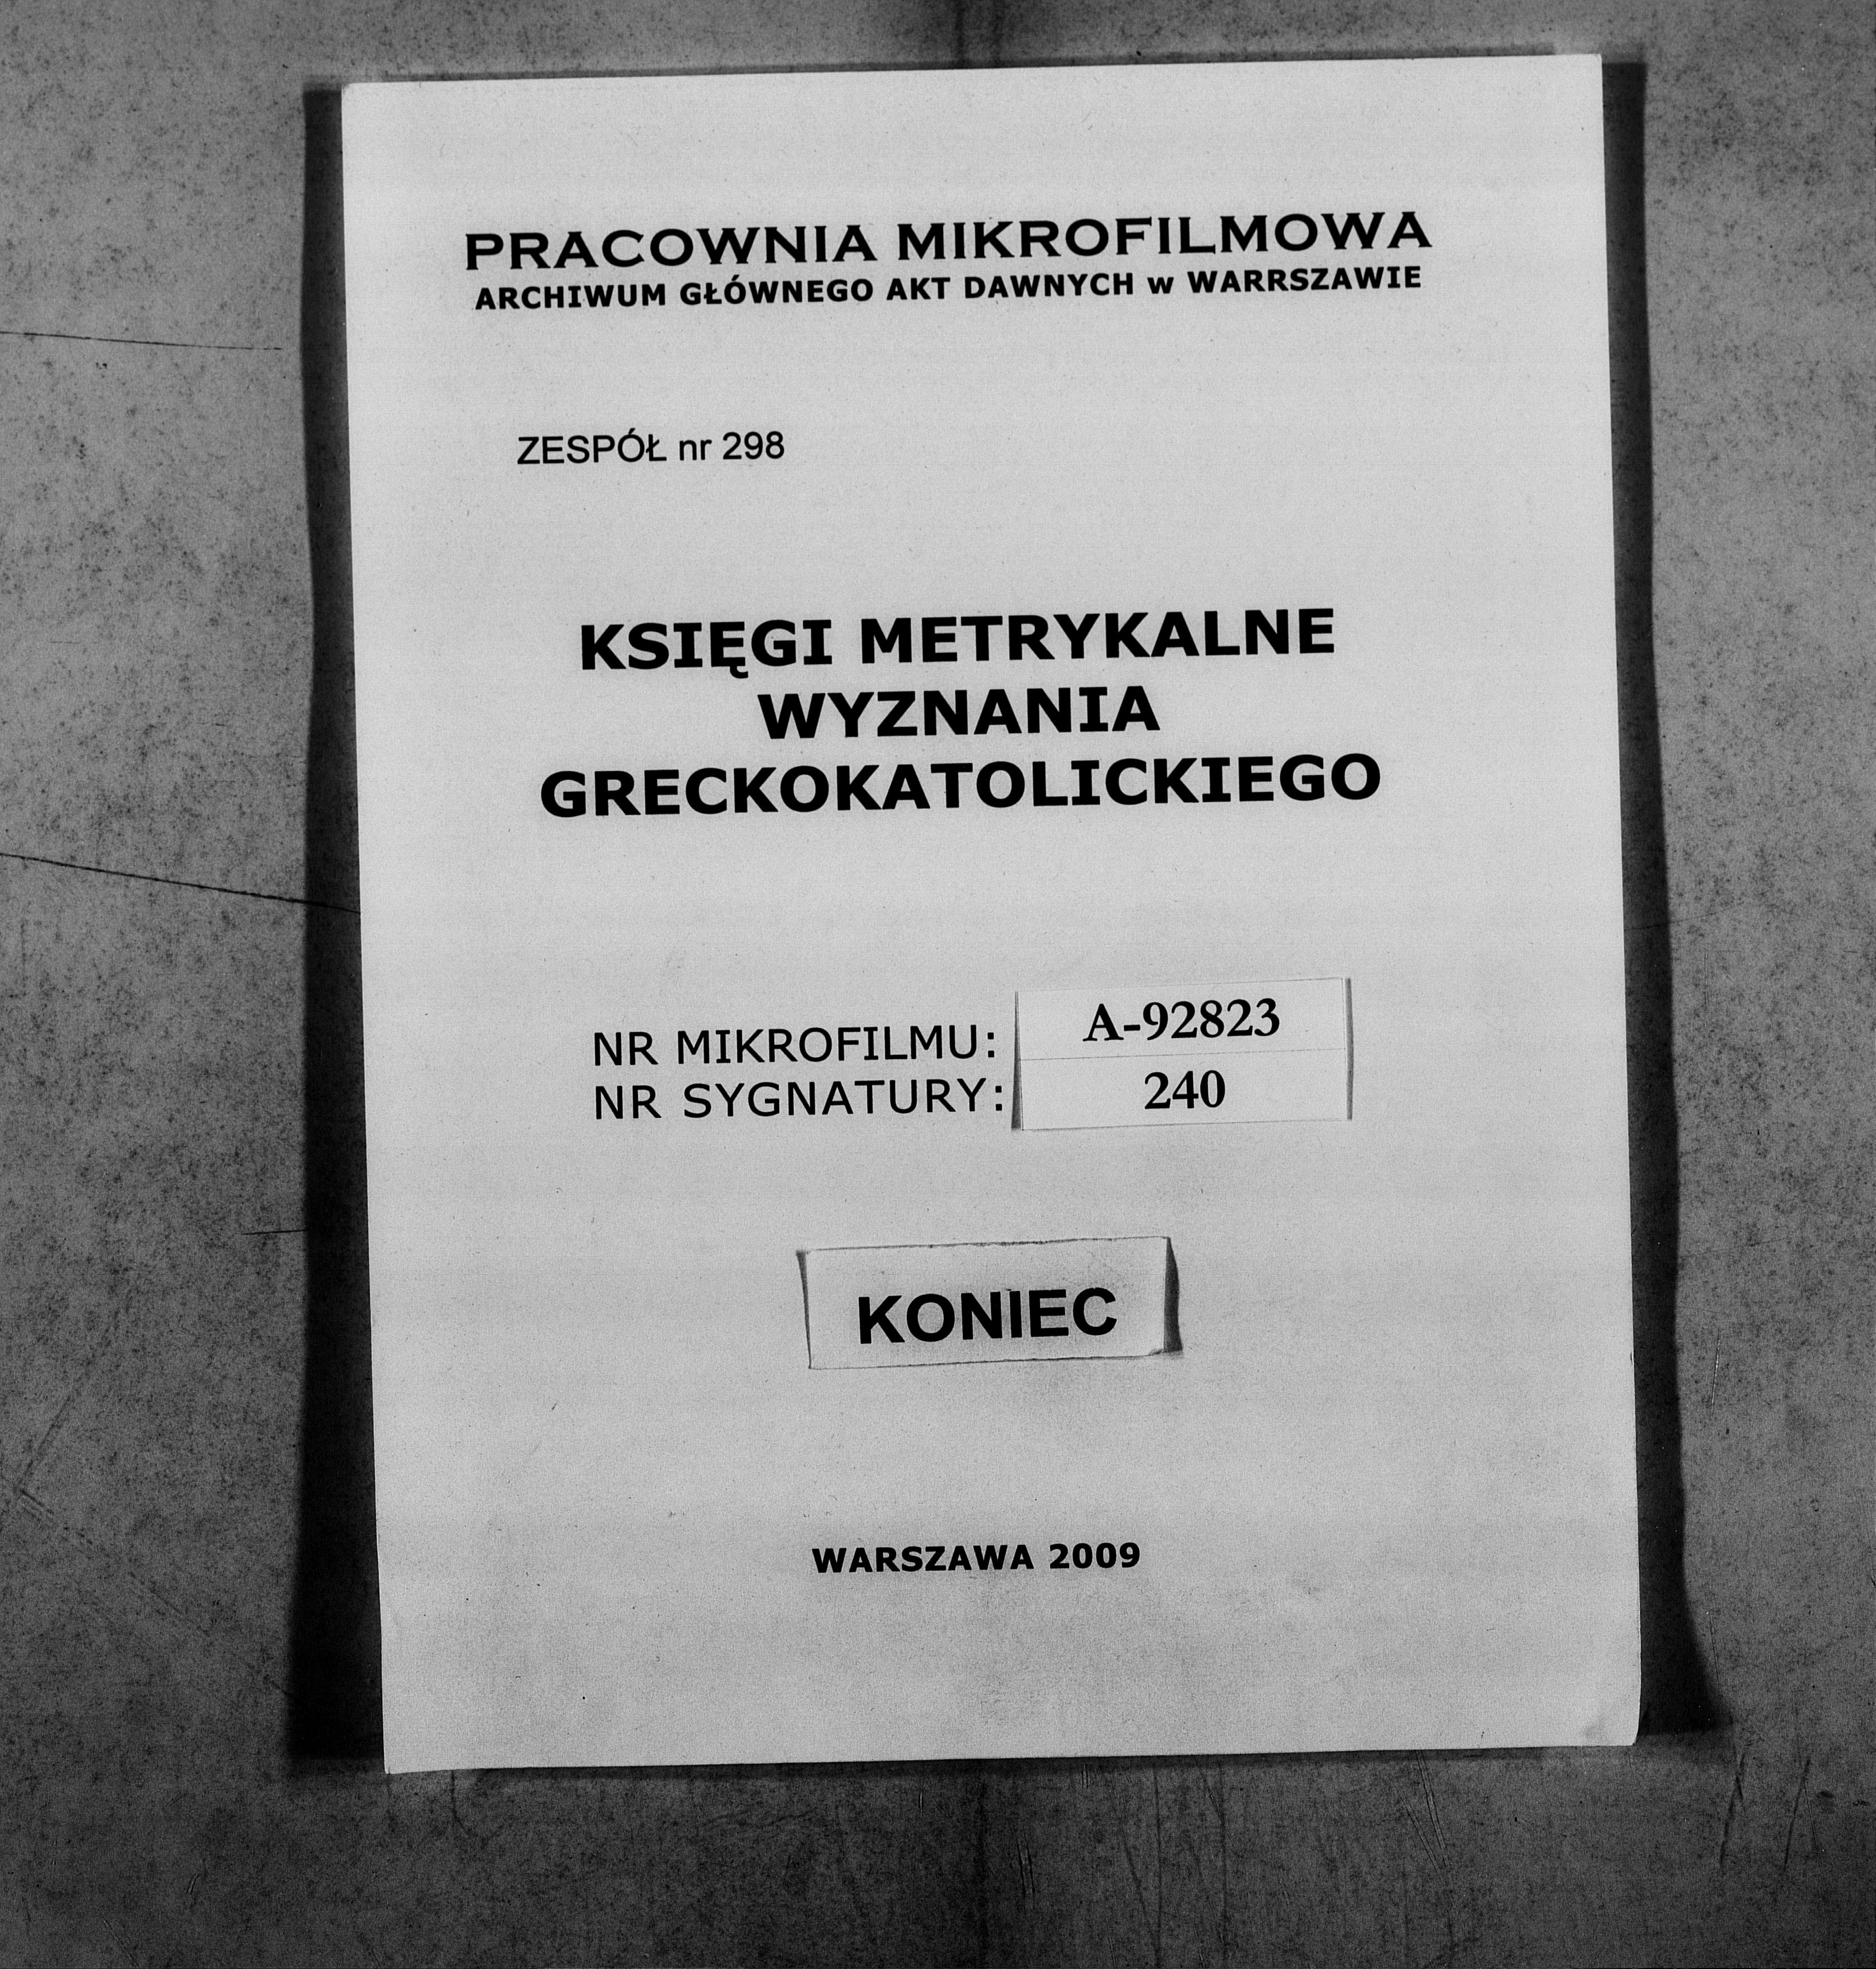 PRACOWNIA MIKROFILMOWA
ARCHIWUM GŁÓWNEGO AKT DAWNYCH w WARRSZAWIE
ZESPÓŁ nr 298
KSIĘGI METRYKALNE
WYZNANIA
GRECKOKATOLICKIEGO
NR MIKROFILMU: A-92823
NR SYGNATURY: 240
KONIEC
WARSZAWA 2009